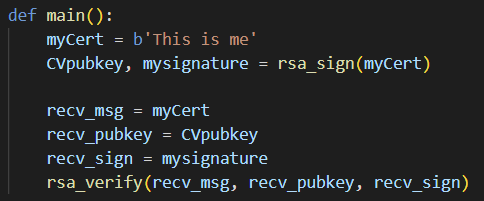 def main():
    myCert = b'This is me'
    CVpubkey, mysignature = rsa_sign(myCert)

    recv_msg = myCert
    recv_pubkey = CVpubkey
    recv_sign = mysignature
    rsa_verify(recv_msg, recv_pubkey, recv_sign)